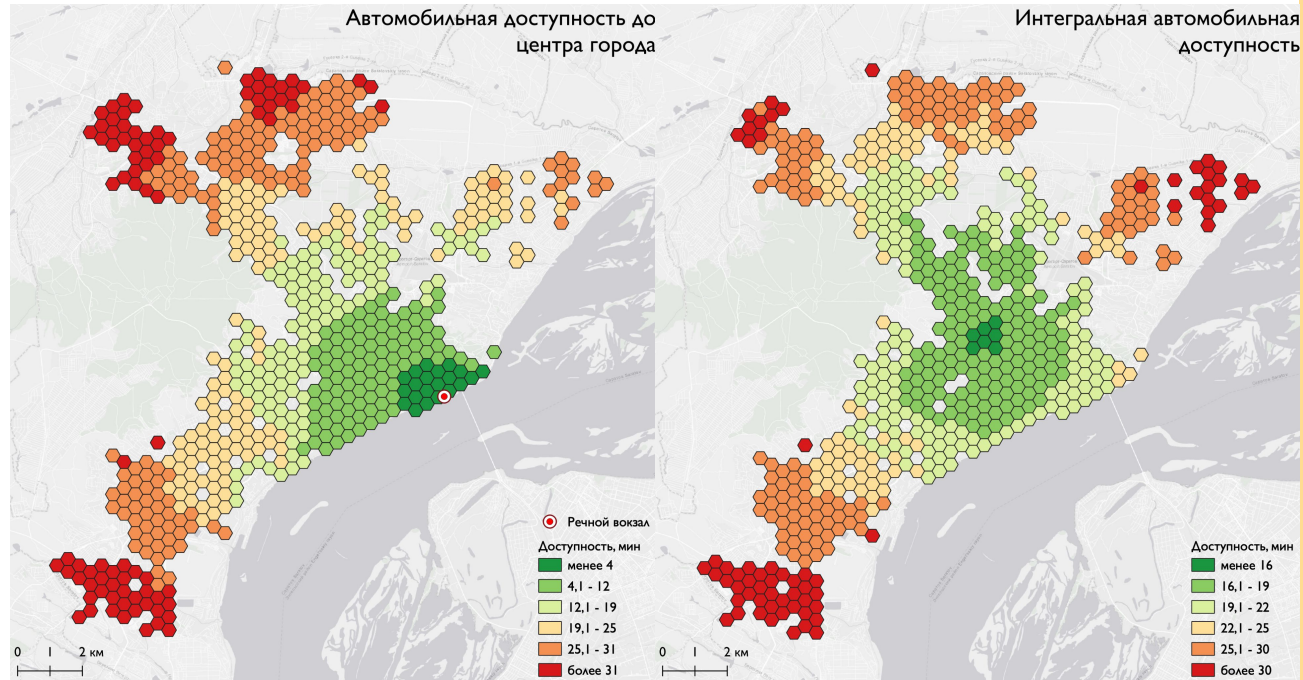 Автомобильная доступность до
центра города
Интегральная автомобильная
доступность
Речной вокзал
Доступность, мин
менее 4
4,1 - 12
12,1 - 19
19,1 - 25
25,1 - 31
более 31
0 1 2 км
Доступность, мин
менее 16
16,1 - 19
19,1 - 22
22,1 - 25
25,1 - 30
более 30
0 1 2 км